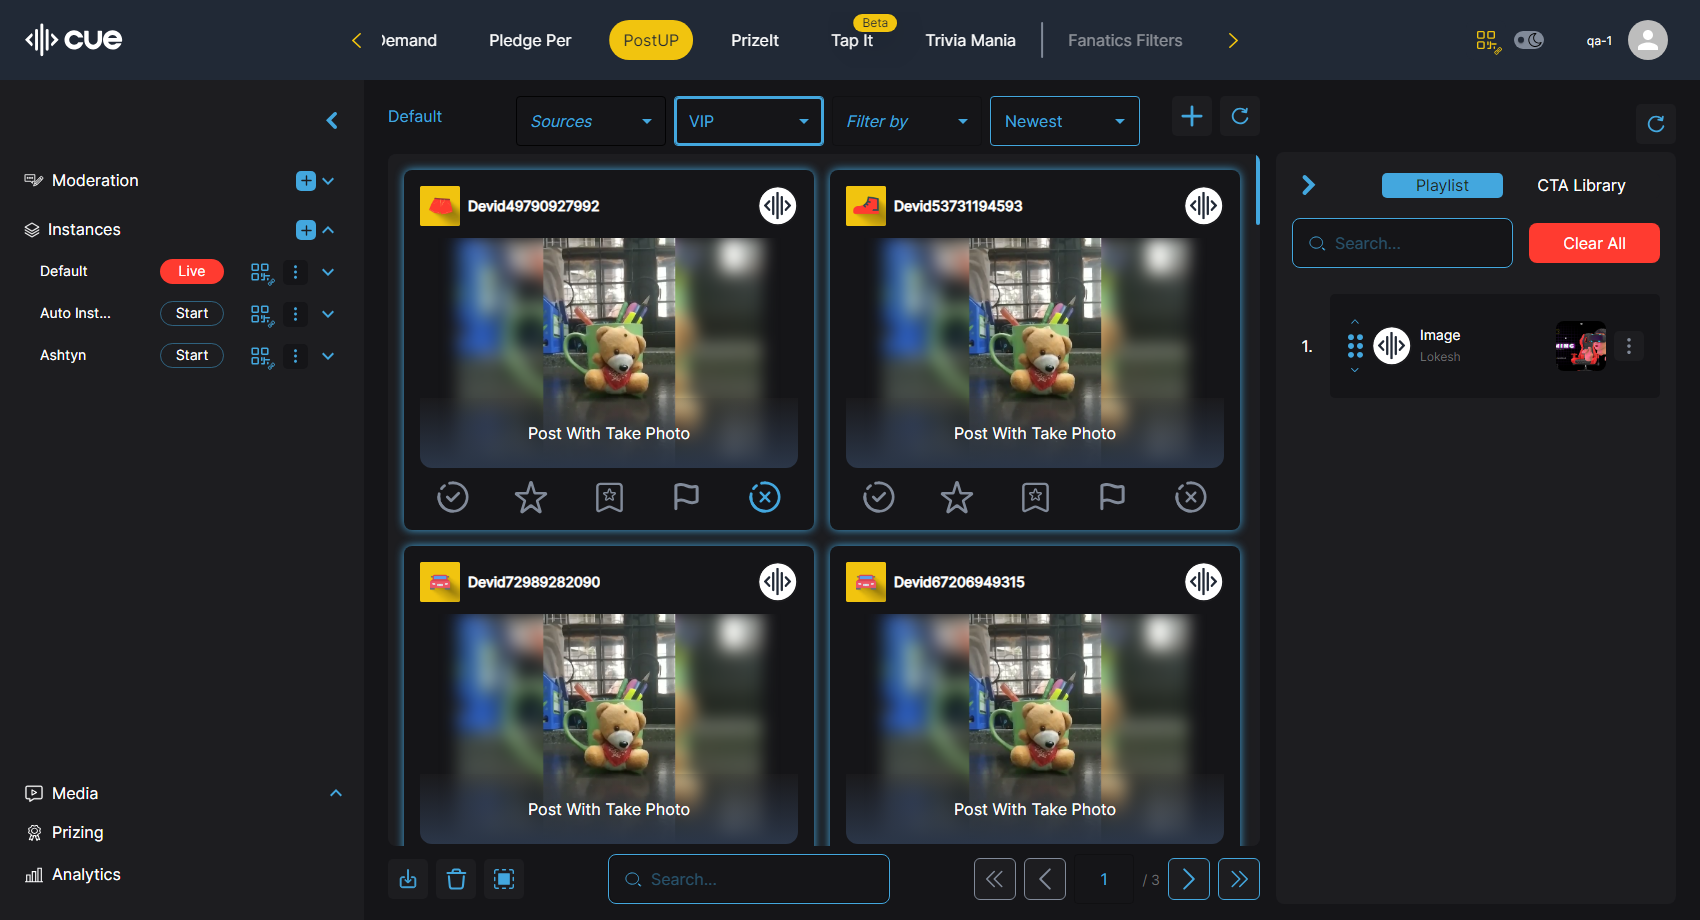 cue
Demand
Pledge Per
PostUP
PrizeIt
Beta
Tap It
Trivia Mania
Fanatics Filters
qa-1
Moderation
Instances
Default
Live
Auto Inst...
Start
Ashtyn
Start
Media
Prizing
Analytics
Default
Sources
VIP
Filter by
Newest
Devid49790927992
Post With Take Photo
Devid53731194593
Post With Take Photo
Devid72989282090
Post With Take Photo
Devid67206949315
Post With Take Photo
Search...
1
/ 3
Playlist
CTA Library
Search...
Clear All
1.
Image
Lokesh